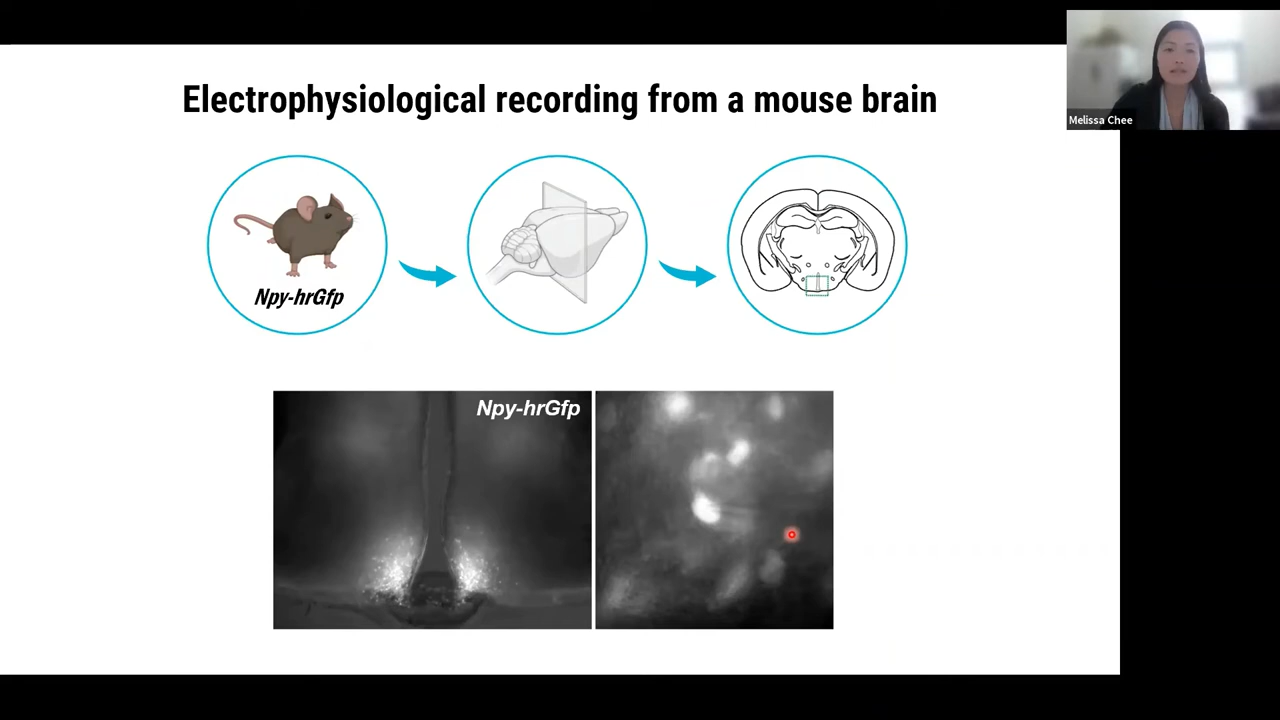 Electrophysiological recording from a mouse brain
Melissa Chee
Npy-hrGfp
Npy-hrGfp